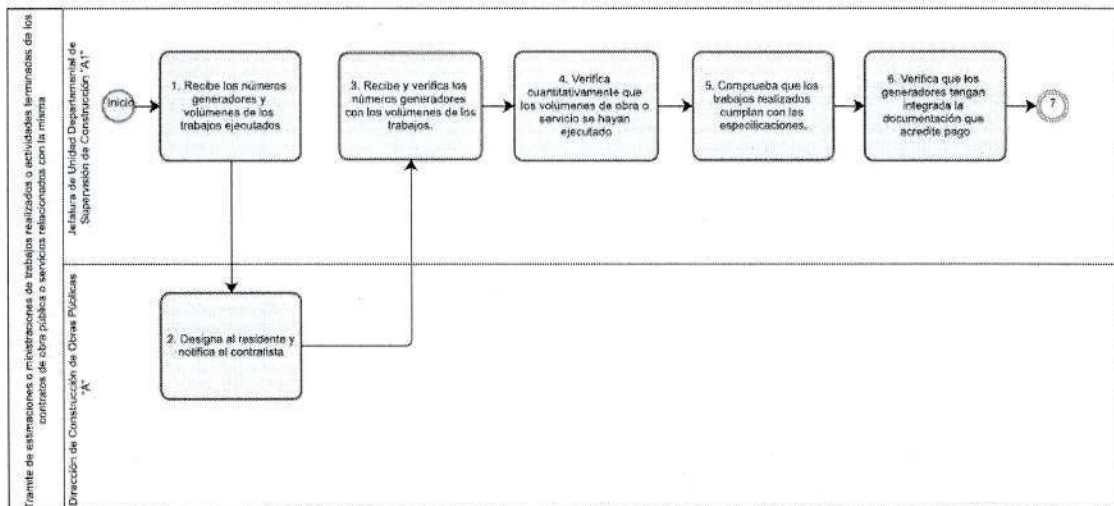 Tramite de estimaciones o ministraciones de trabajos realizados o actividades terminadas de los
contratos de obra pública o servicios relacionados con la misma
Jefatura de Unidad Departamental de
Supervisión de Construcción "A1"
Inicio
1. Recibe los números
generadores y
volúmenes de los
trabajos ejecutados
3. Recibe y verifica los
números generadores
con los volúmenes de los
trabajos.
4. Verifica
cuantitativamente que
los volúmenes de obra o
servicio se hayan
ejecutado
5. Comprueba que los
trabajos realizados
cumplan con las
especificaciones.
6. Verifica que los
generadores tengan
integrada la
documentación que
acredite pago
7
Dirección de Construcción de Obras Públicas
"A"
2. Designa al residente y
notifica al contratista